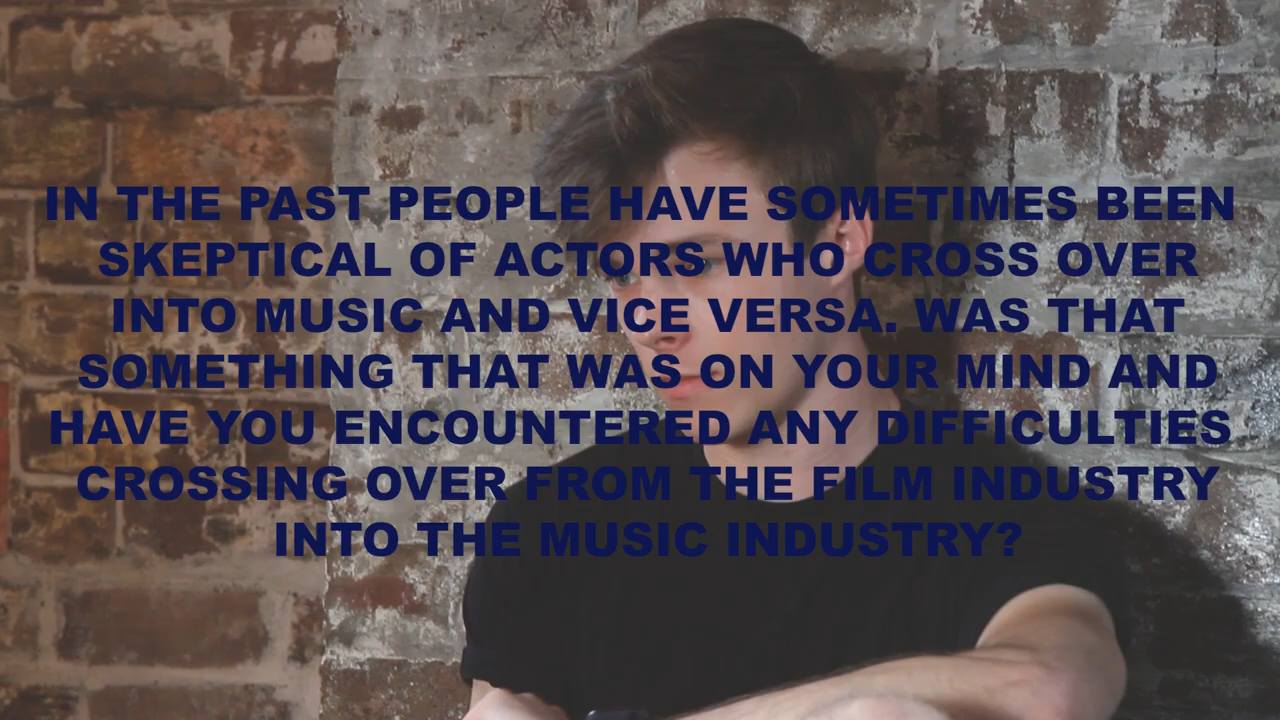 IN THE PAST PEOPLE HAVE SOMETIMES BEEN
SKEPTICAL OF ACTORS WHO CROSS OVER
INTO MUSIC AND VICE VERSA. WAS THAT
SOMETHING THAT WAS ON YOUR MIND AND
HAVE YOU ENCOUNTERED ANY DIFFICULTIES
CROSSING OVER FROM THE FILM INDUSTRY
INTO THE MUSIC INDUSTRY?